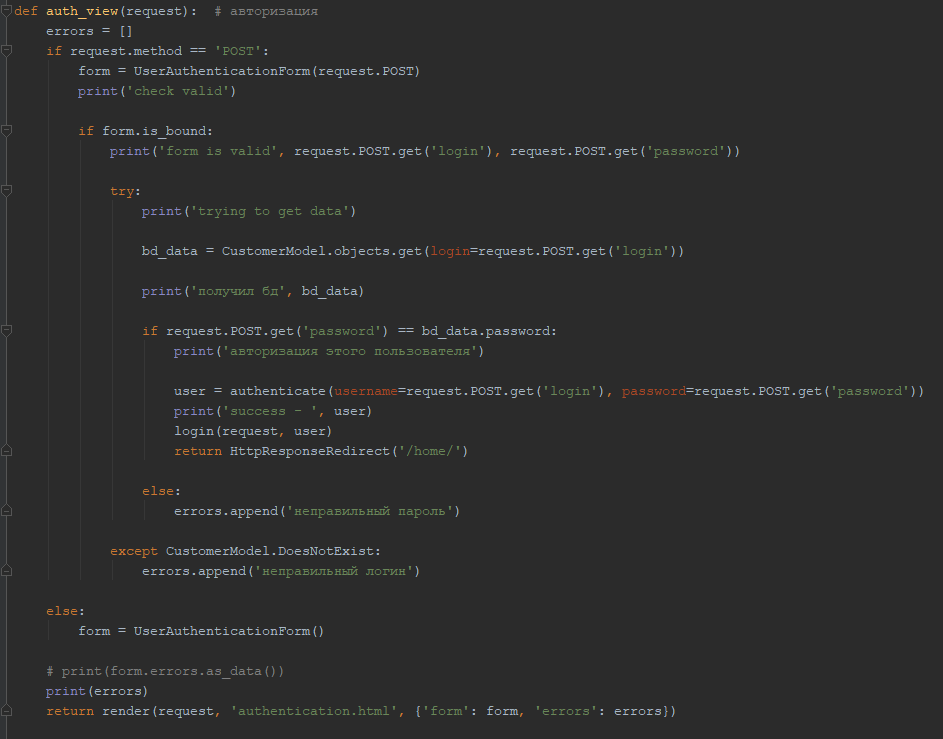 def auth_view(request):  # авторизация
    errors = []
    if request.method == 'POST':
        form = UserAuthenticationForm(request.POST)
        print('check valid')

        if form.is_bound:
            print('form is valid', request.POST.get('login'), request.POST.get('password'))

            try:
                print('trying to get data')

                bd_data = CustomerModel.objects.get(login=request.POST.get('login'))

                print('получил бд', bd_data)

                if request.POST.get('password') == bd_data.password:
                    print('авторизация этого пользователя')

                    user = authenticate(username=request.POST.get('login'), password=request.POST.get('password'))
                    print('success - ', user)
                    login(request, user)
                    return HttpResponseRedirect('/home/')

                else:
                    errors.append('неправильный пароль')

            except CustomerModel.DoesNotExist:
                errors.append('неправильный логин')

    else:
        form = UserAuthenticationForm()

    # print(form.errors.as_data())
    print(errors)
    return render(request, 'authentication.html', {'form': form, 'errors': errors})